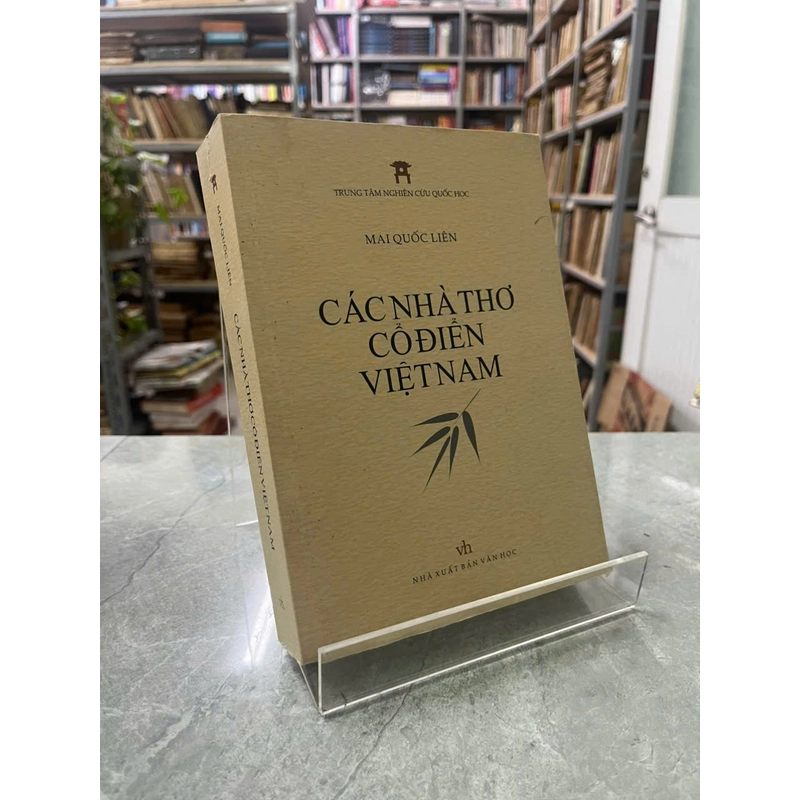 TRUNG TÂM NGHIÊN CỨU QUỐC HỌC
MAI QUỐC LIÊN
CÁC NHÀ THƠ
CỔ ĐIỂN
VIỆT NAM
vh
NHÀ XUẤT BẢN VĂN HỌC
MAI QUỐC LIÊN
CÁC NHÀ THƠ CỔ ĐIỂN VIỆT NAM